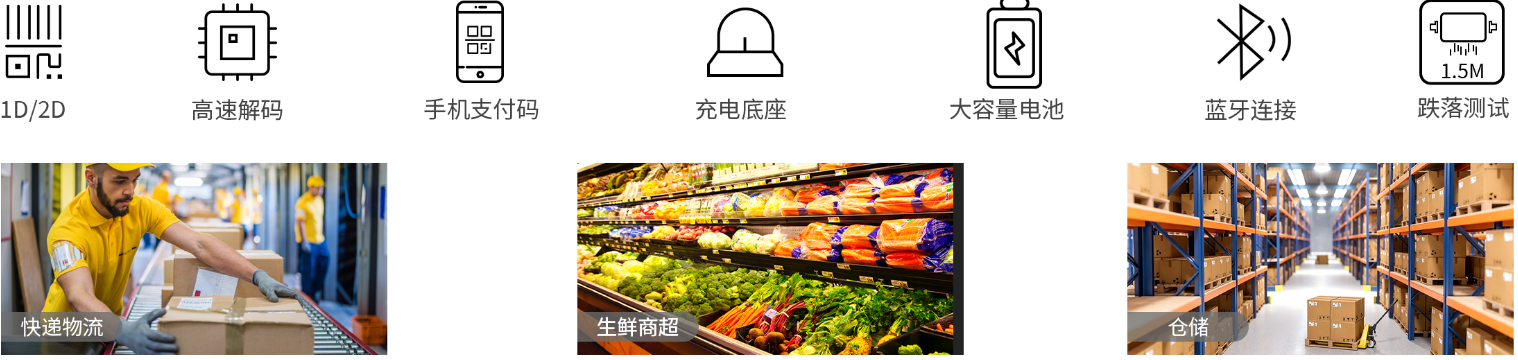 1.5M
1D/2D
高速解码
手机支付码
充电底座
大容量电池
蓝牙连接
跌落测试
快递物流
生鲜商超
仓储